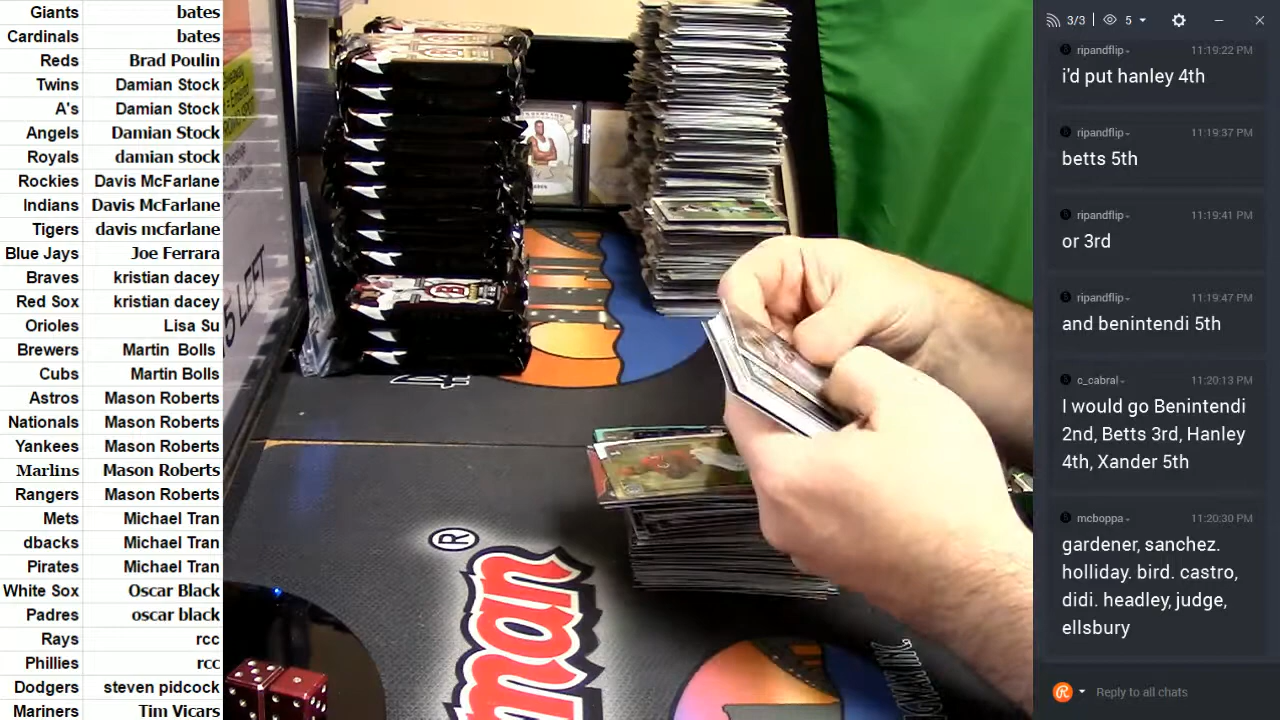 Giants bates
Cardinals bates
Reds Brad Poulin
Twins Damian Stock
A's Damian Stock
Angels Damian Stock
Royals damian stock
Rockies Davis McFarlane
Indians Davis McFarlane
Tigers davis mcfarlane
Blue Jays Joe Ferrara
Braves kristian dacey
Red Sox kristian dacey
Orioles Lisa Su
Brewers Martin Bolls
Cubs Martin Bolls
Astros Mason Roberts
Nationals Mason Roberts
Yankees Mason Roberts
Marlins Mason Roberts
Rangers Mason Roberts
Mets Michael Tran
dbacks Michael Tran
Pirates Michael Tran
White Sox Oscar Black
Padres oscar black
Rays rcc
Phillies rcc
Dodgers steven pidcock
Mariners Tim Vicars
5 LEFT
man
®
3/3 5
ripandflip 11:19:22 PM
i'd put hanley 4th
ripandflip 11:19:37 PM
betts 5th
ripandflip 11:19:41 PM
or 3rd
ripandflip 11:19:47 PM
and benintendi 5th
c_cabral 11:20:13 PM
I would go Benintendi
2nd, Betts 3rd, Hanley
4th, Xander 5th
mcboppa 11:20:30 PM
gardener, sanchez.
holliday. bird. castro,
didi. headley, judge,
ellsbury
Reply to all chats